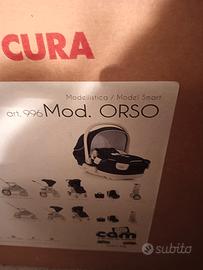 CURA
Modellistica / Model Smart
art. 996 Mod. ORSO
cam
subito